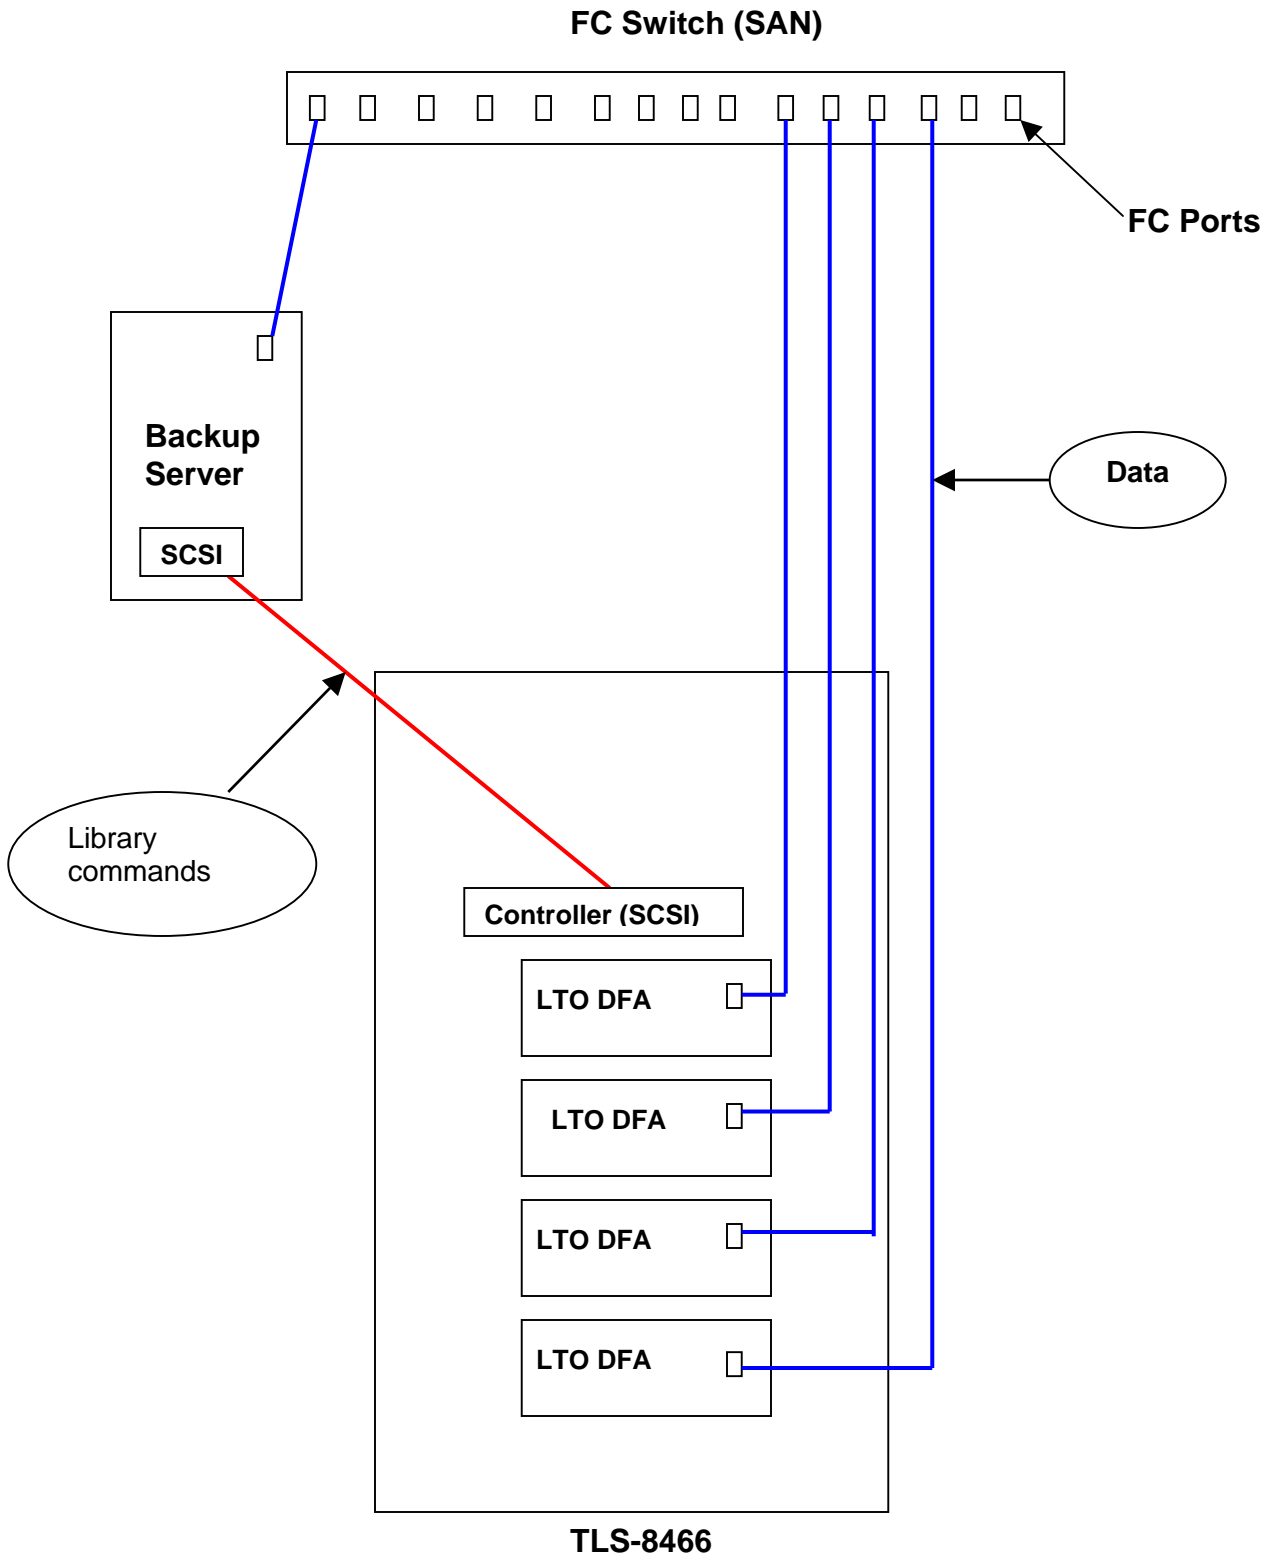 FC Switch (SAN)
FC Ports
Backup
Server
Data
SCSI
Library
commands
Controller (SCSI)
LTO DFA
LTO DFA
LTO DFA
LTO DFA
TLS-8466